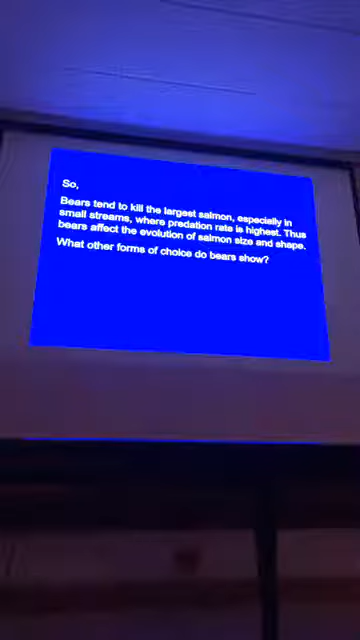 So,
Bears tend to kill the largest salmon, especially in
small streams, where predation rate is highest. Thus
bears affect the evolution of salmon size and shape.
What other forms of choice do bears show?